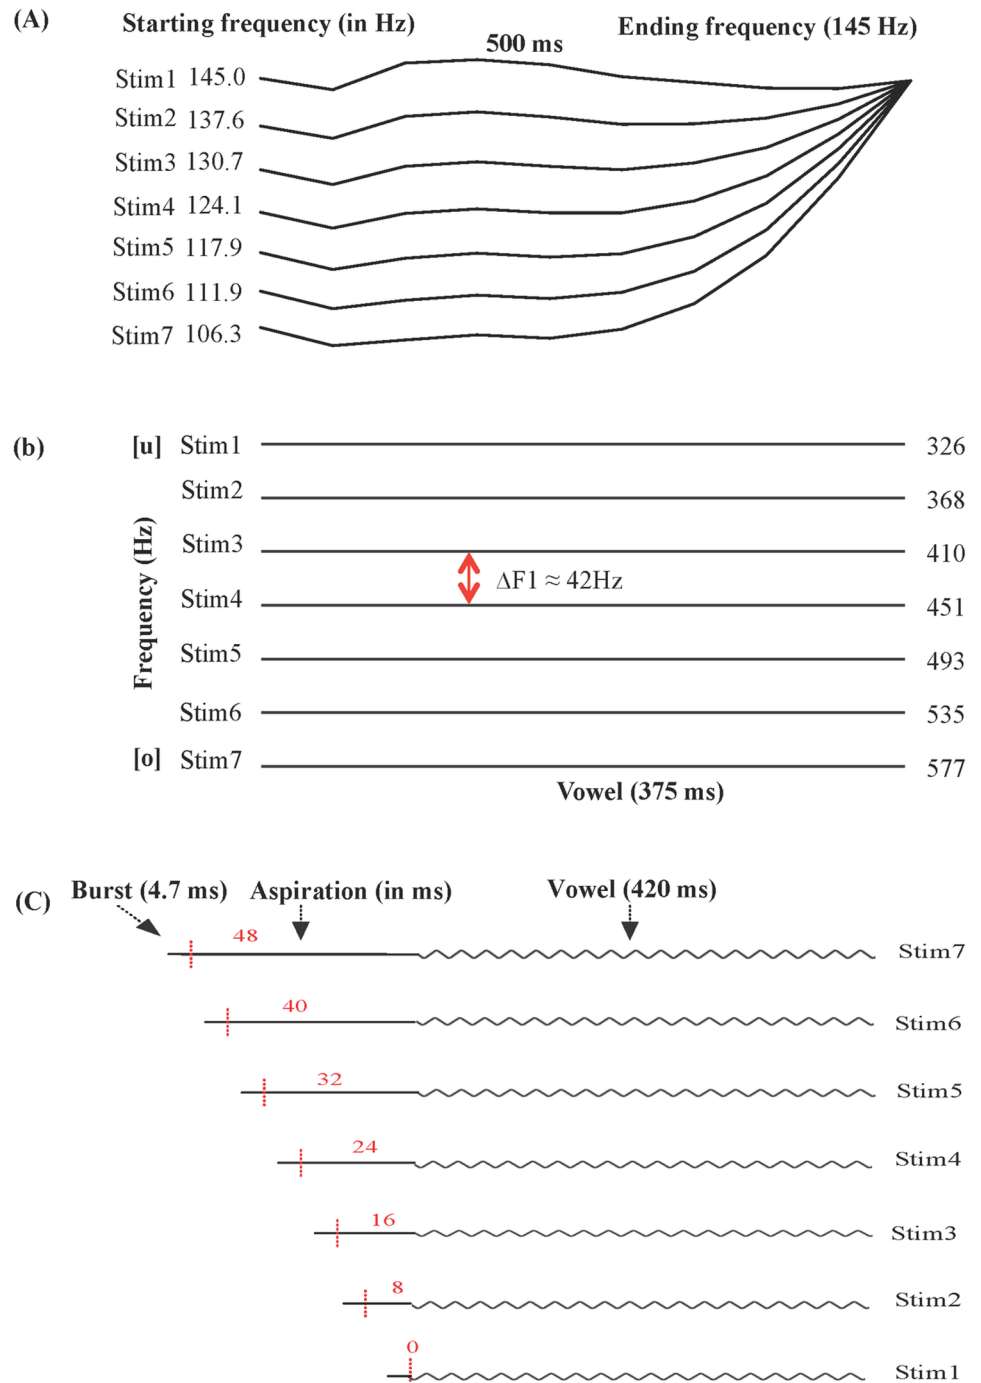 (A)
Starting frequency (in Hz)
500 ms
Ending frequency (145 Hz)
Stim1 145.0
Stim2 137.6
Stim3 130.7
Stim4 124.1
Stim5 117.9
Stim6 111.9
Stim7 106.3
(b)
Frequency (Hz)
[u] Stim1 326
Stim2 368
Stim3 410
ΔF1 ≈ 42Hz
Stim4 451
Stim5 493
Stim6 535
[o] Stim7 577
Vowel (375 ms)
(C)
Burst (4.7 ms) Aspiration (in ms) Vowel (420 ms)
48 Stim7
40 Stim6
32 Stim5
24 Stim4
16 Stim3
8 Stim2
0 Stim1